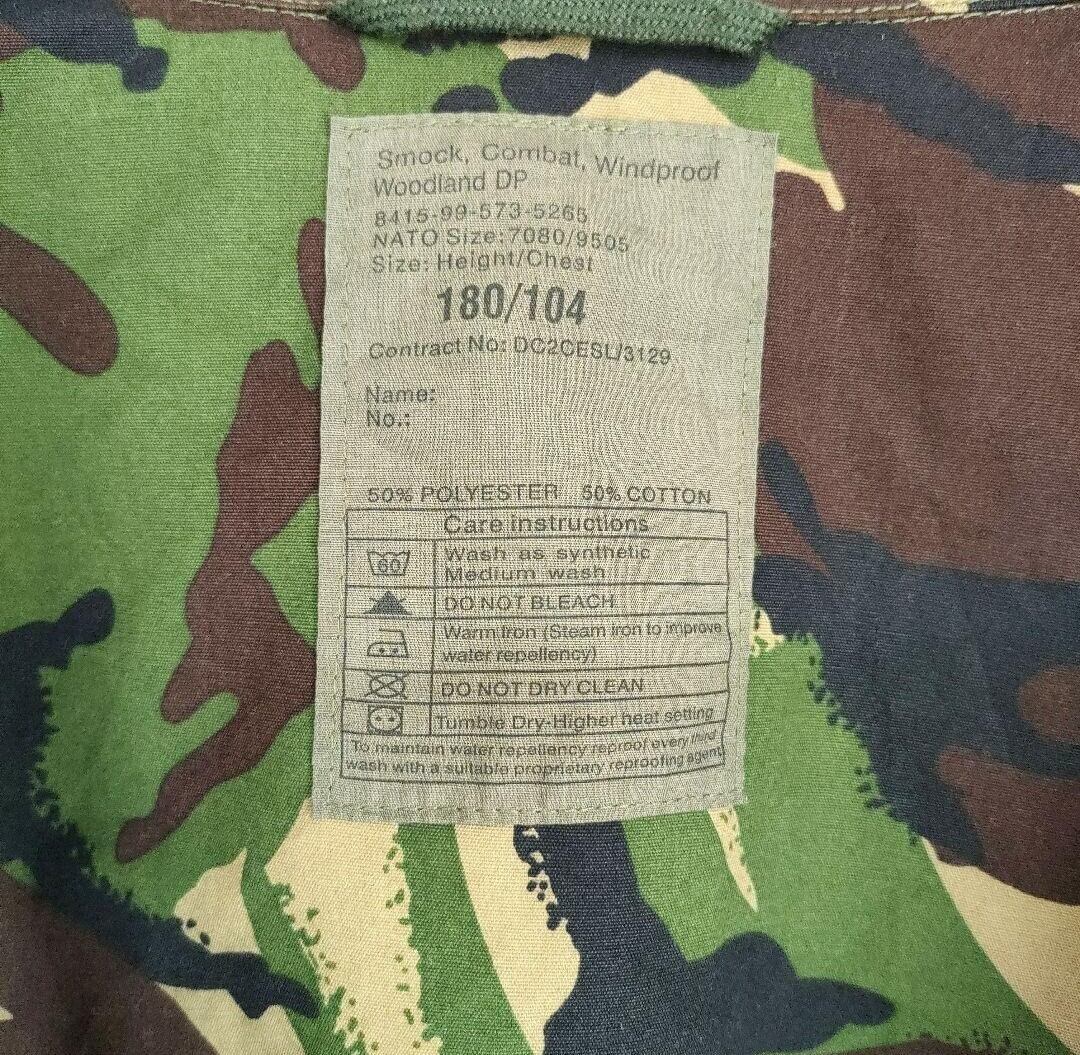 Smock, Combat, Windproof
Woodland DP
8415-99-573-5265
NATO Size: 7080/9505
Size: Height/Chest
180/104
Contract No: DC2CESL/3129
Name:
No.:
50% POLYESTER 50% COTTON
Care instructions
60
Wash as synthetic
Medium wash
DO NOT BLEACH
Warm Iron (Steam iron to improve
water repellency)
DO NOT DRY CLEAN
Tumble Dry-Higher heat setting
To maintain water repellency reproof every third
wash with a suitable proprietary reproofing agent